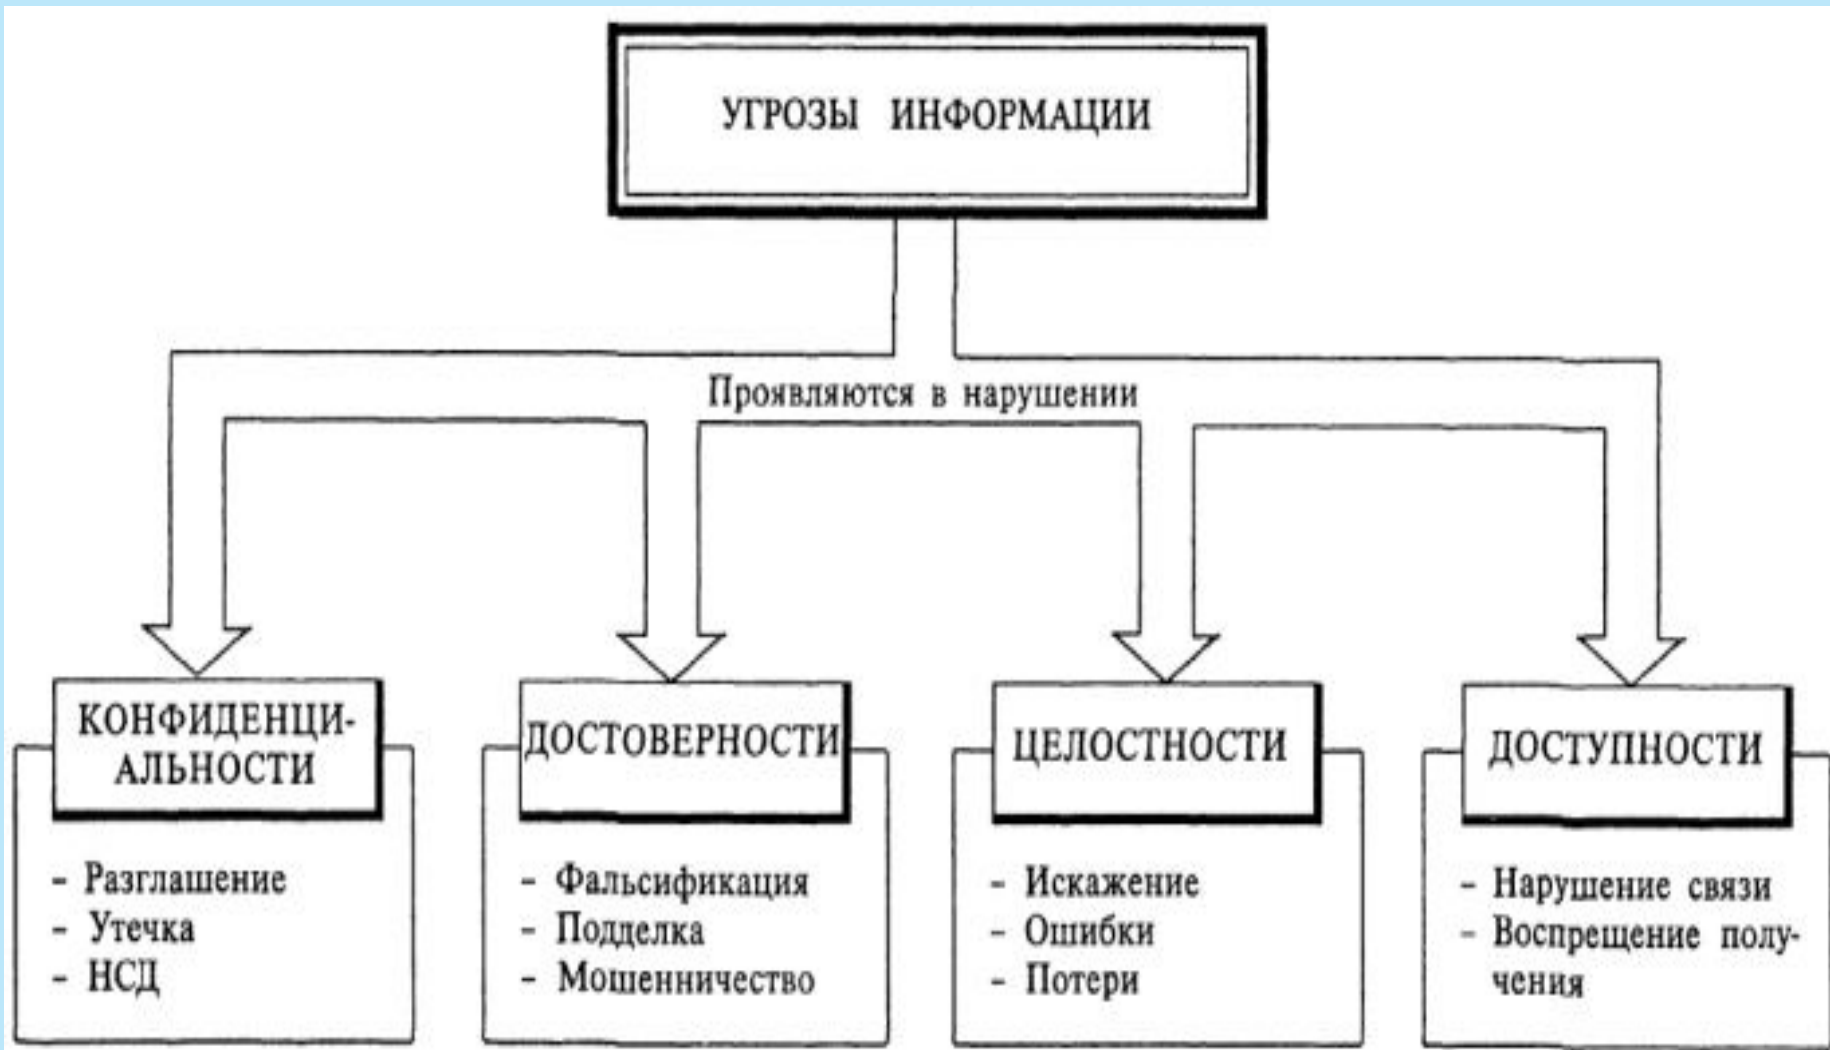 УГРОЗЫ ИНФОРМАЦИИ
Проявляются в нарушении
КОНФИДЕНЦИ-
АЛЬНОСТИ
- Разглашение
- Утечка
- НСД
ДОСТОВЕРНОСТИ
- Фальсификация
- Подделка
- Мошенничество
ЦЕЛОСТНОСТИ
- Искажение
- Ошибки
- Потери
ДОСТУПНОСТИ
- Нарушение связи
- Воспрещение полу-
чения